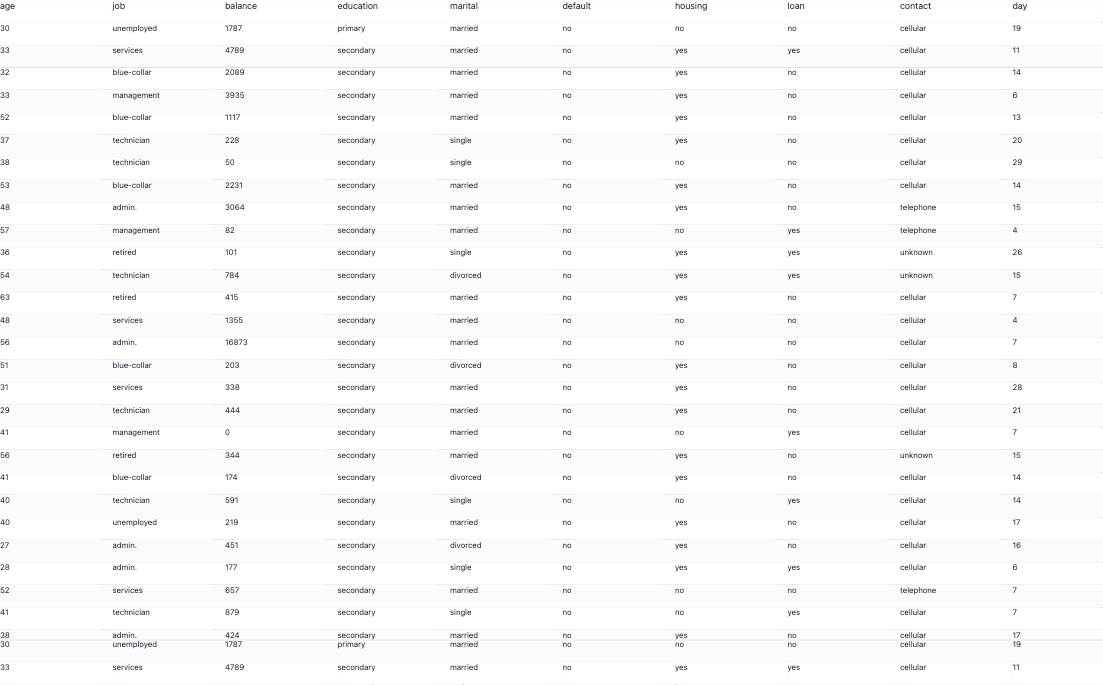 age job balance education marital default housing loan contact day
30 unemployed 1787 primary married no no no cellular 19
33 services 4789 secondary married no yes yes cellular 11
32 blue-collar 2089 secondary married no yes no cellular 14
33 management 3935 secondary married no yes no cellular 6
52 blue-collar 1117 secondary married no yes no cellular 13
37 technician 228 secondary single no yes no cellular 20
38 technician 50 secondary single no no no cellular 29
53 blue-collar 2231 secondary married no yes no cellular 14
48 admin. 3064 secondary married no yes no telephone 15
57 management 82 secondary married no no yes telephone 4
36 retired 101 secondary single no yes yes unknown 26
54 technician 784 secondary divorced no yes yes unknown 15
63 retired 415 secondary married no yes no cellular 7
48 services 1355 secondary married no no no cellular 4
56 admin. 16873 secondary married no no no cellular 7
51 blue-collar 203 secondary divorced no yes no cellular 8
31 services 338 secondary married no yes no cellular 28
29 technician 444 secondary married no yes no cellular 21
41 management 0 secondary married no no yes cellular 7
56 retired 344 secondary married no yes no unknown 15
41 blue-collar 174 secondary divorced no yes no cellular 14
40 technician 591 secondary single no no yes cellular 14
40 unemployed 219 secondary married no yes no cellular 17
27 admin. 451 secondary divorced no yes no cellular 16
28 admin. 177 secondary single no yes yes cellular 6
52 services 657 secondary married no no no telephone 7
41 technician 879 secondary single no no yes cellular 7
38 admin. 424 secondary married no yes no cellular 17
30 unemployed 1787 primary married no no no cellular 19
33 services 4789 secondary married no yes yes cellular 11